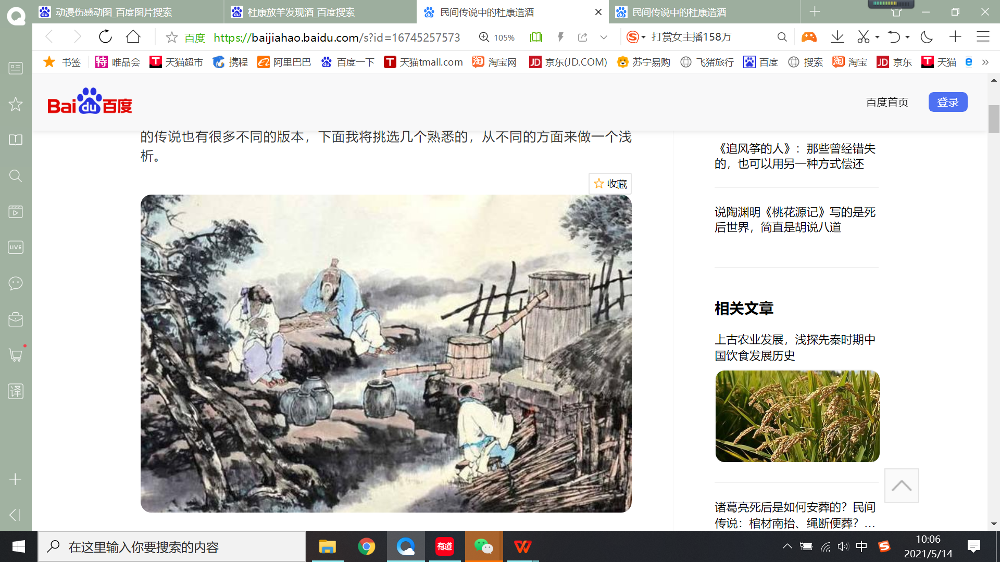 动漫伤感动图_百度图片搜索
杜康放羊发现酒_百度搜索
民间传说中的杜康造酒
民间传说中的杜康造酒
百度
https://baijiahao.baidu.com/s?id=16745257573
105%
打赏女主播158万
书签
特 唯品会
T 天猫超市
携程
阿里巴巴
百度一下
T 天猫tmall.com
淘 淘宝网
JD 京东(JD.COM)
苏宁易购
飞猪旅行
百度
搜索
淘 淘宝
JD 京东
T 天猫
Baidu百度
百度首页
登录
的传说也有很多不同的版本，下面我将挑选几个熟悉的，从不同的方面来做一个浅
析。
收藏
《追风筝的人》：那些曾经错失
的，也可以用另一种方式偿还
说陶渊明《桃花源记》写的是死
后世界，简直是胡说八道
相关文章
上古农业发展，浅探先秦时期中
国饮食发展历史
诸葛亮死后是如何安葬的？民间
传说：棺材南抬、绳断便葬？...
LIVE
译
在这里输入你要搜索的内容
有道
中
10:06
2021/5/14